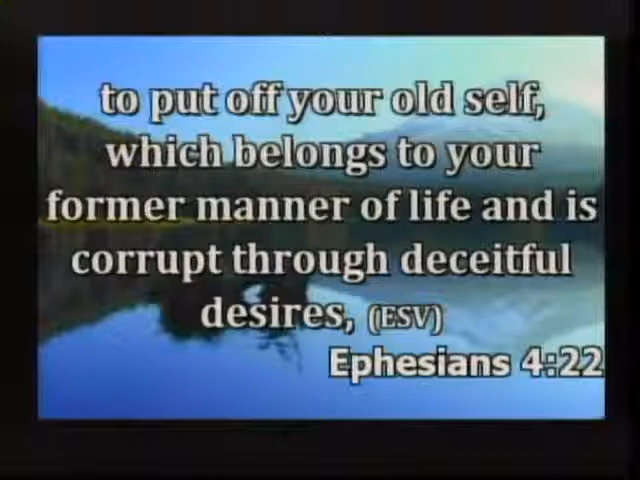 to put off your old self,
which belongs to your
former manner of life and is
corrupt through deceitful
desires, (ESV)
Ephesians 4:22